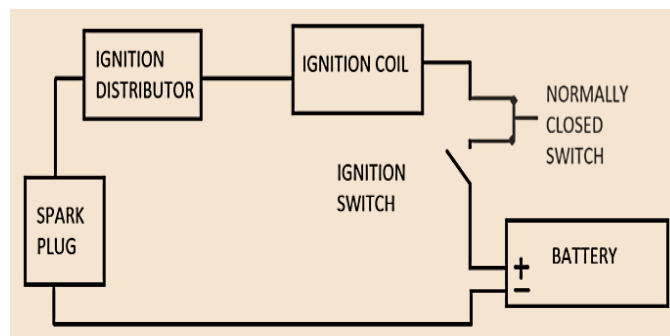 IGNITION
DISTRIBUTOR
IGNITION COIL
NORMALLY
CLOSED
SWITCH
IGNITION
SWITCH
SPARK
PLUG
BATTERY
+
−